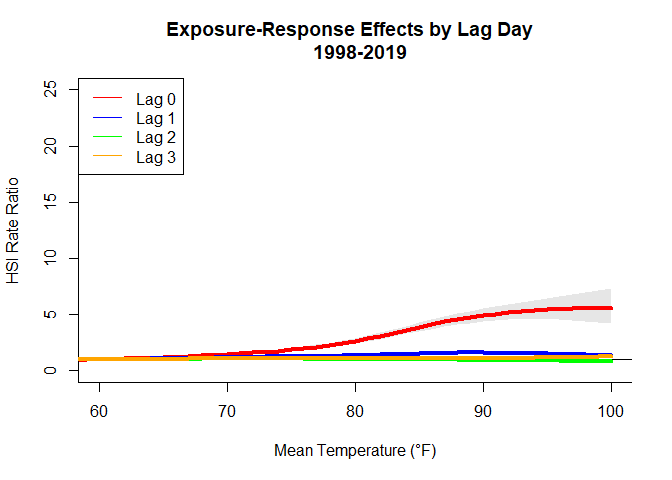 Exposure-Response Effects by Lag Day
1998-2019
25
20
15
10
5
0
HSI Rate Ratio
Lag 0
Lag 1
Lag 2
Lag 3
60 70 80 90 100
Mean Temperature (°F)